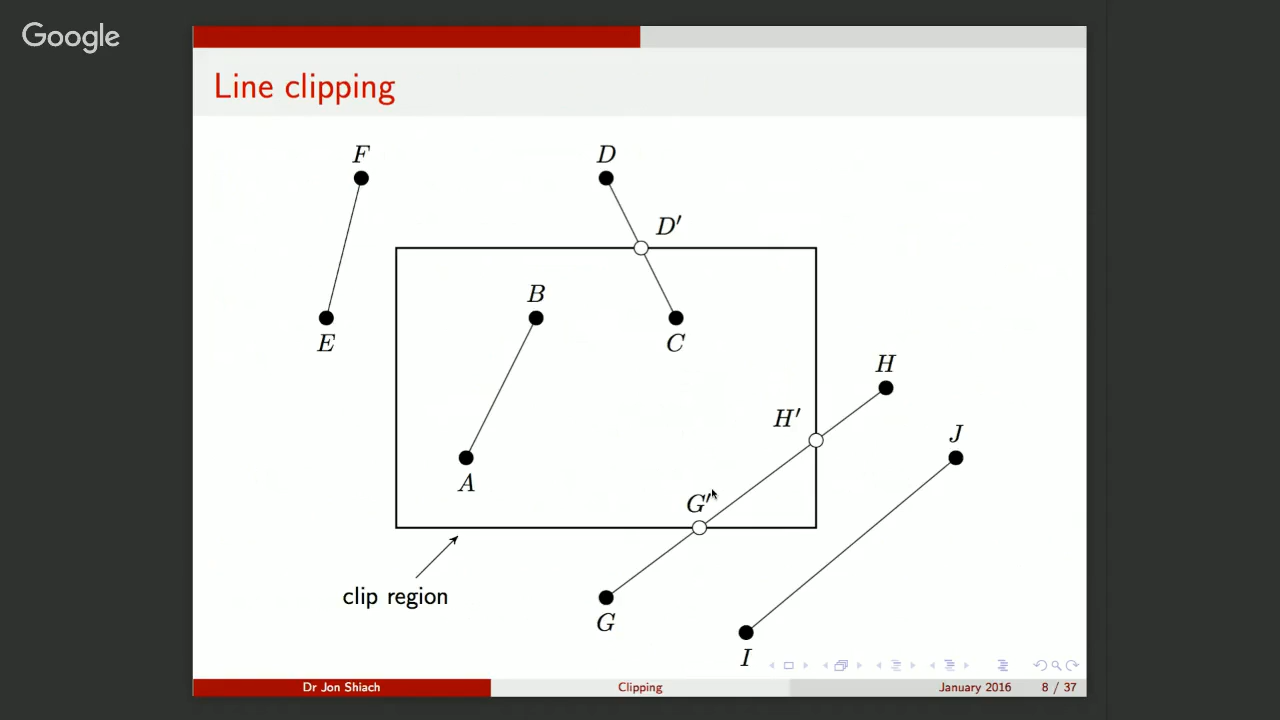 Google
Line clipping
F
D
D′
B
E
C
H
H′
J
A
G′
clip region
G
I
Dr Jon Shiach
Clipping
January 2016
8 / 37